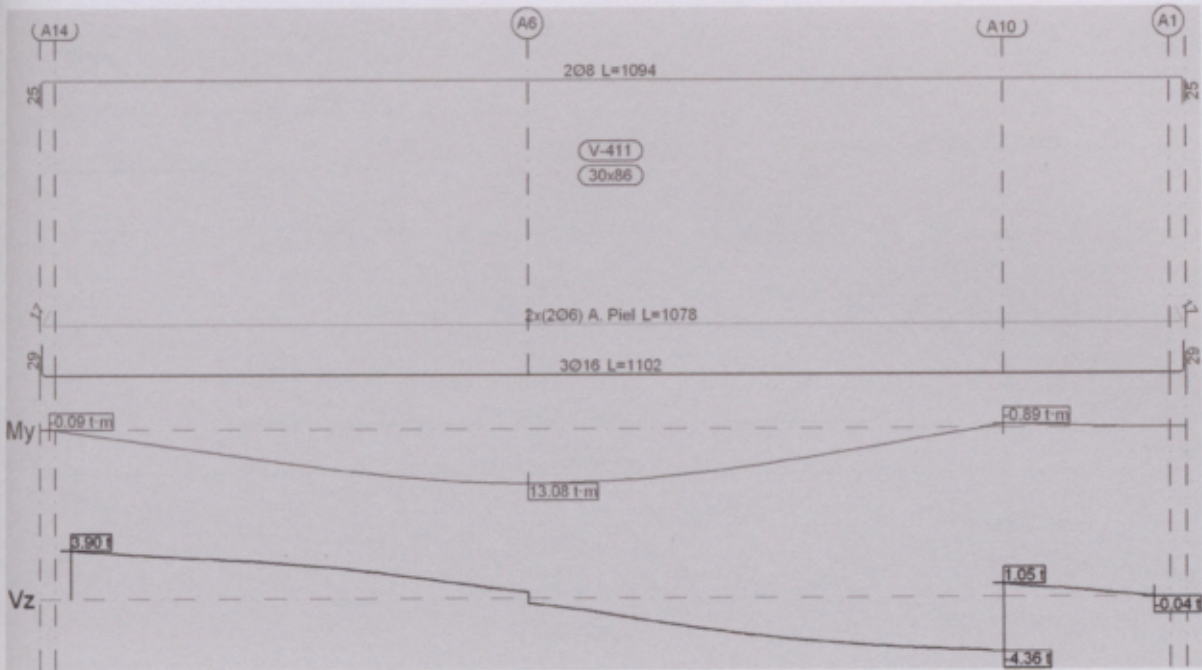 A14 A6 A10 A1
2Ø8 L=1094
25 25
V-411
30x86
17 2x(2Ø6) A. Piel L=1078 17
29 3Ø16 L=1102 29
My -0.09 t·m -0.89 t·m
13.08 t·m
3.90 t
Vz 1.05 t
-0.04 t
-4.36 t